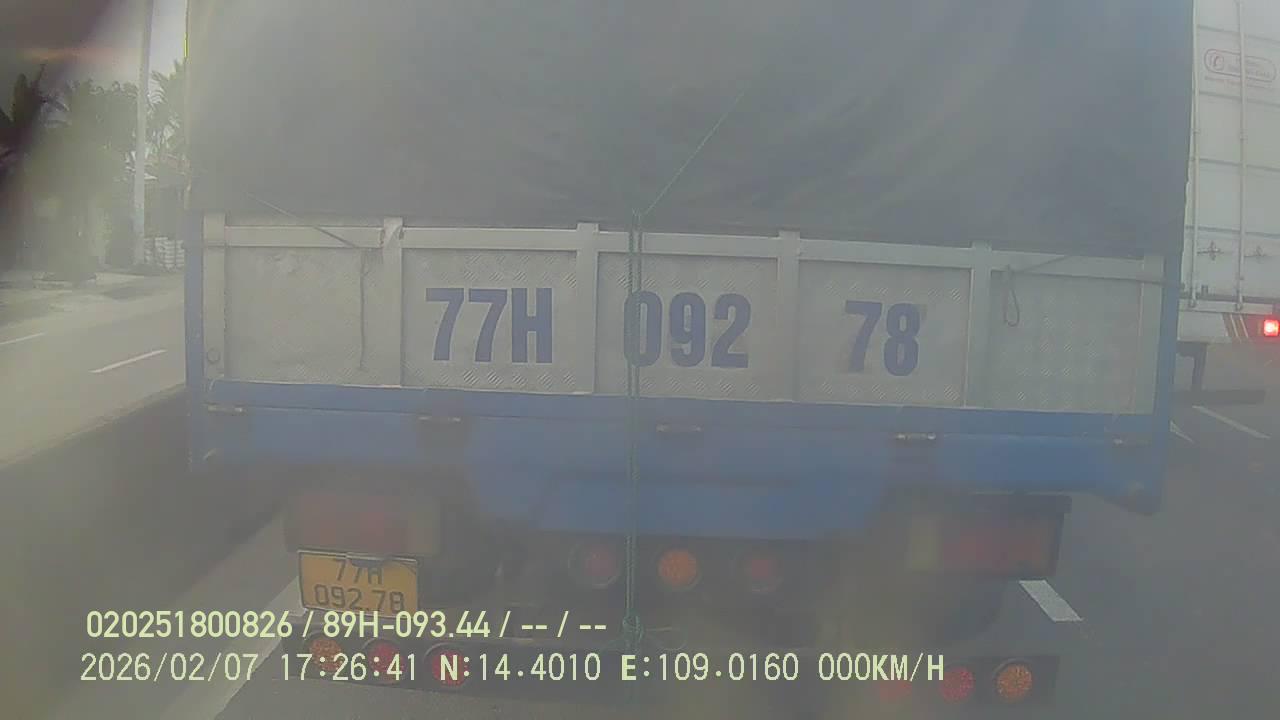 77H 092 78
77H
092.78
020251800826 / 89H-093.44 / -- / --
2026/02/07 17:26:41 N:14.4010 E:109.0160 000KM/H